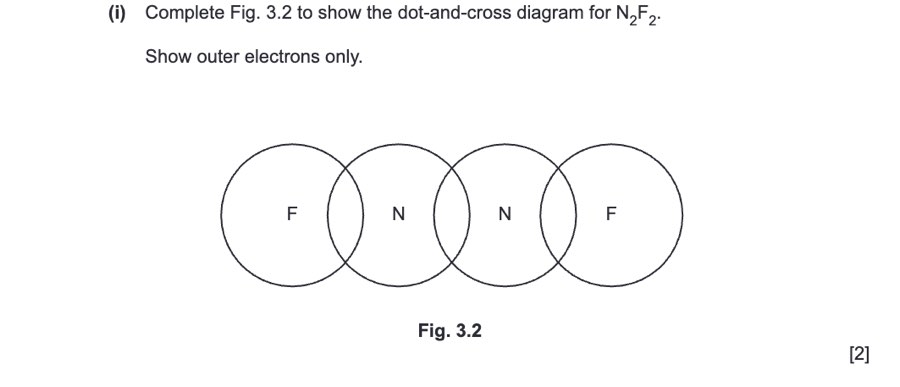 (i) Complete Fig. 3.2 to show the dot-and-cross diagram for N₂F₂.
Show outer electrons only.
F N N F
Fig. 3.2
[2]